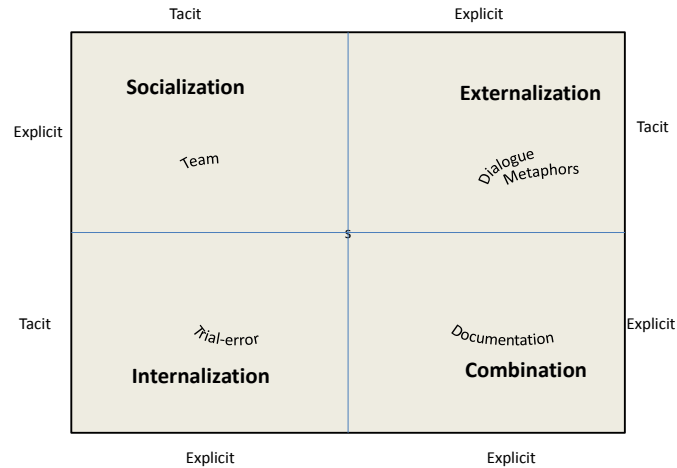 Tacit
Explicit
Socialization
Externalization
Explicit
Tacit
Team
Dialogue
Metaphors
s
Tacit
Explicit
Trial-error
Documentation
Internalization
Combination
Explicit
Explicit